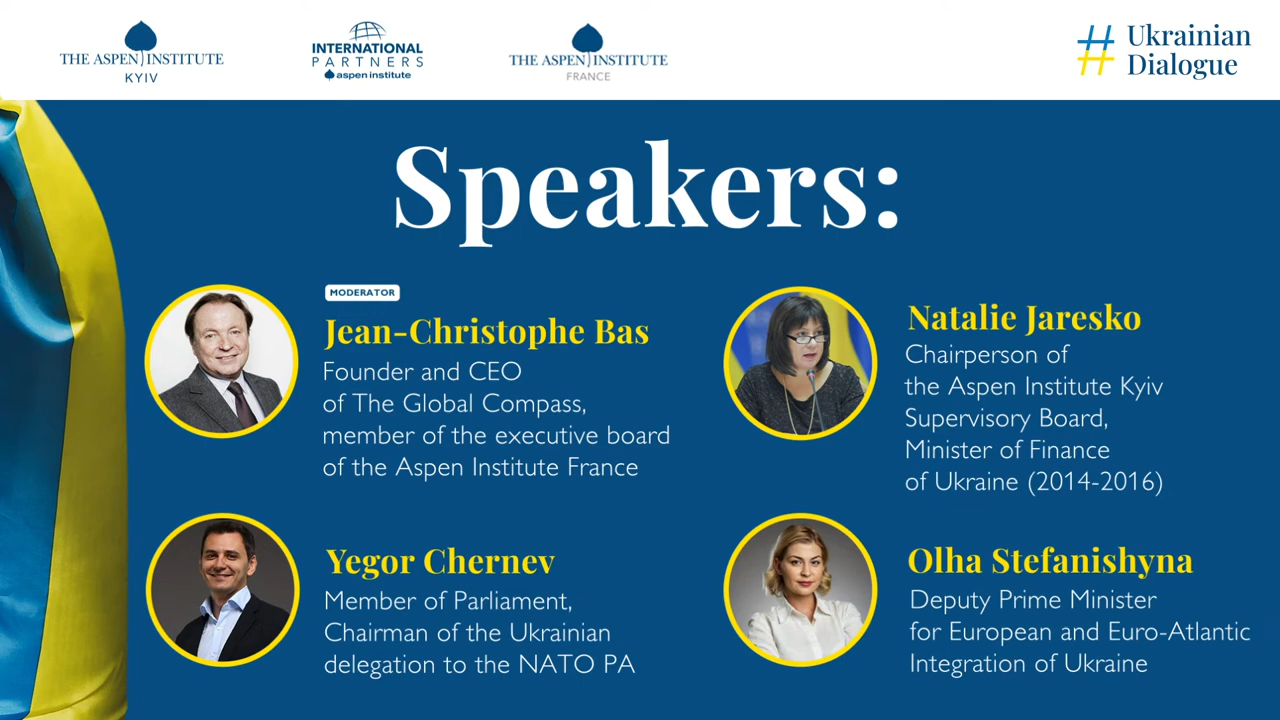 THE ASPEN INSTITUTE
KYIV
INTERNATIONAL
PARTNERS
aspen institute
THE ASPEN INSTITUTE
FRANCE
# Ukrainian
Dialogue
Speakers:
MODERATOR
Jean-Christophe Bas
Founder and CEO
of The Global Compass,
member of the executive board
of the Aspen Institute France
Natalie Jaresko
Chairperson of
the Aspen Institute Kyiv
Supervisory Board,
Minister of Finance
of Ukraine (2014-2016)
Yegor Chernev
Member of Parliament,
Chairman of the Ukrainian
delegation to the NATO PA
Olha Stefanishyna
Deputy Prime Minister
for European and Euro-Atlantic
Integration of Ukraine